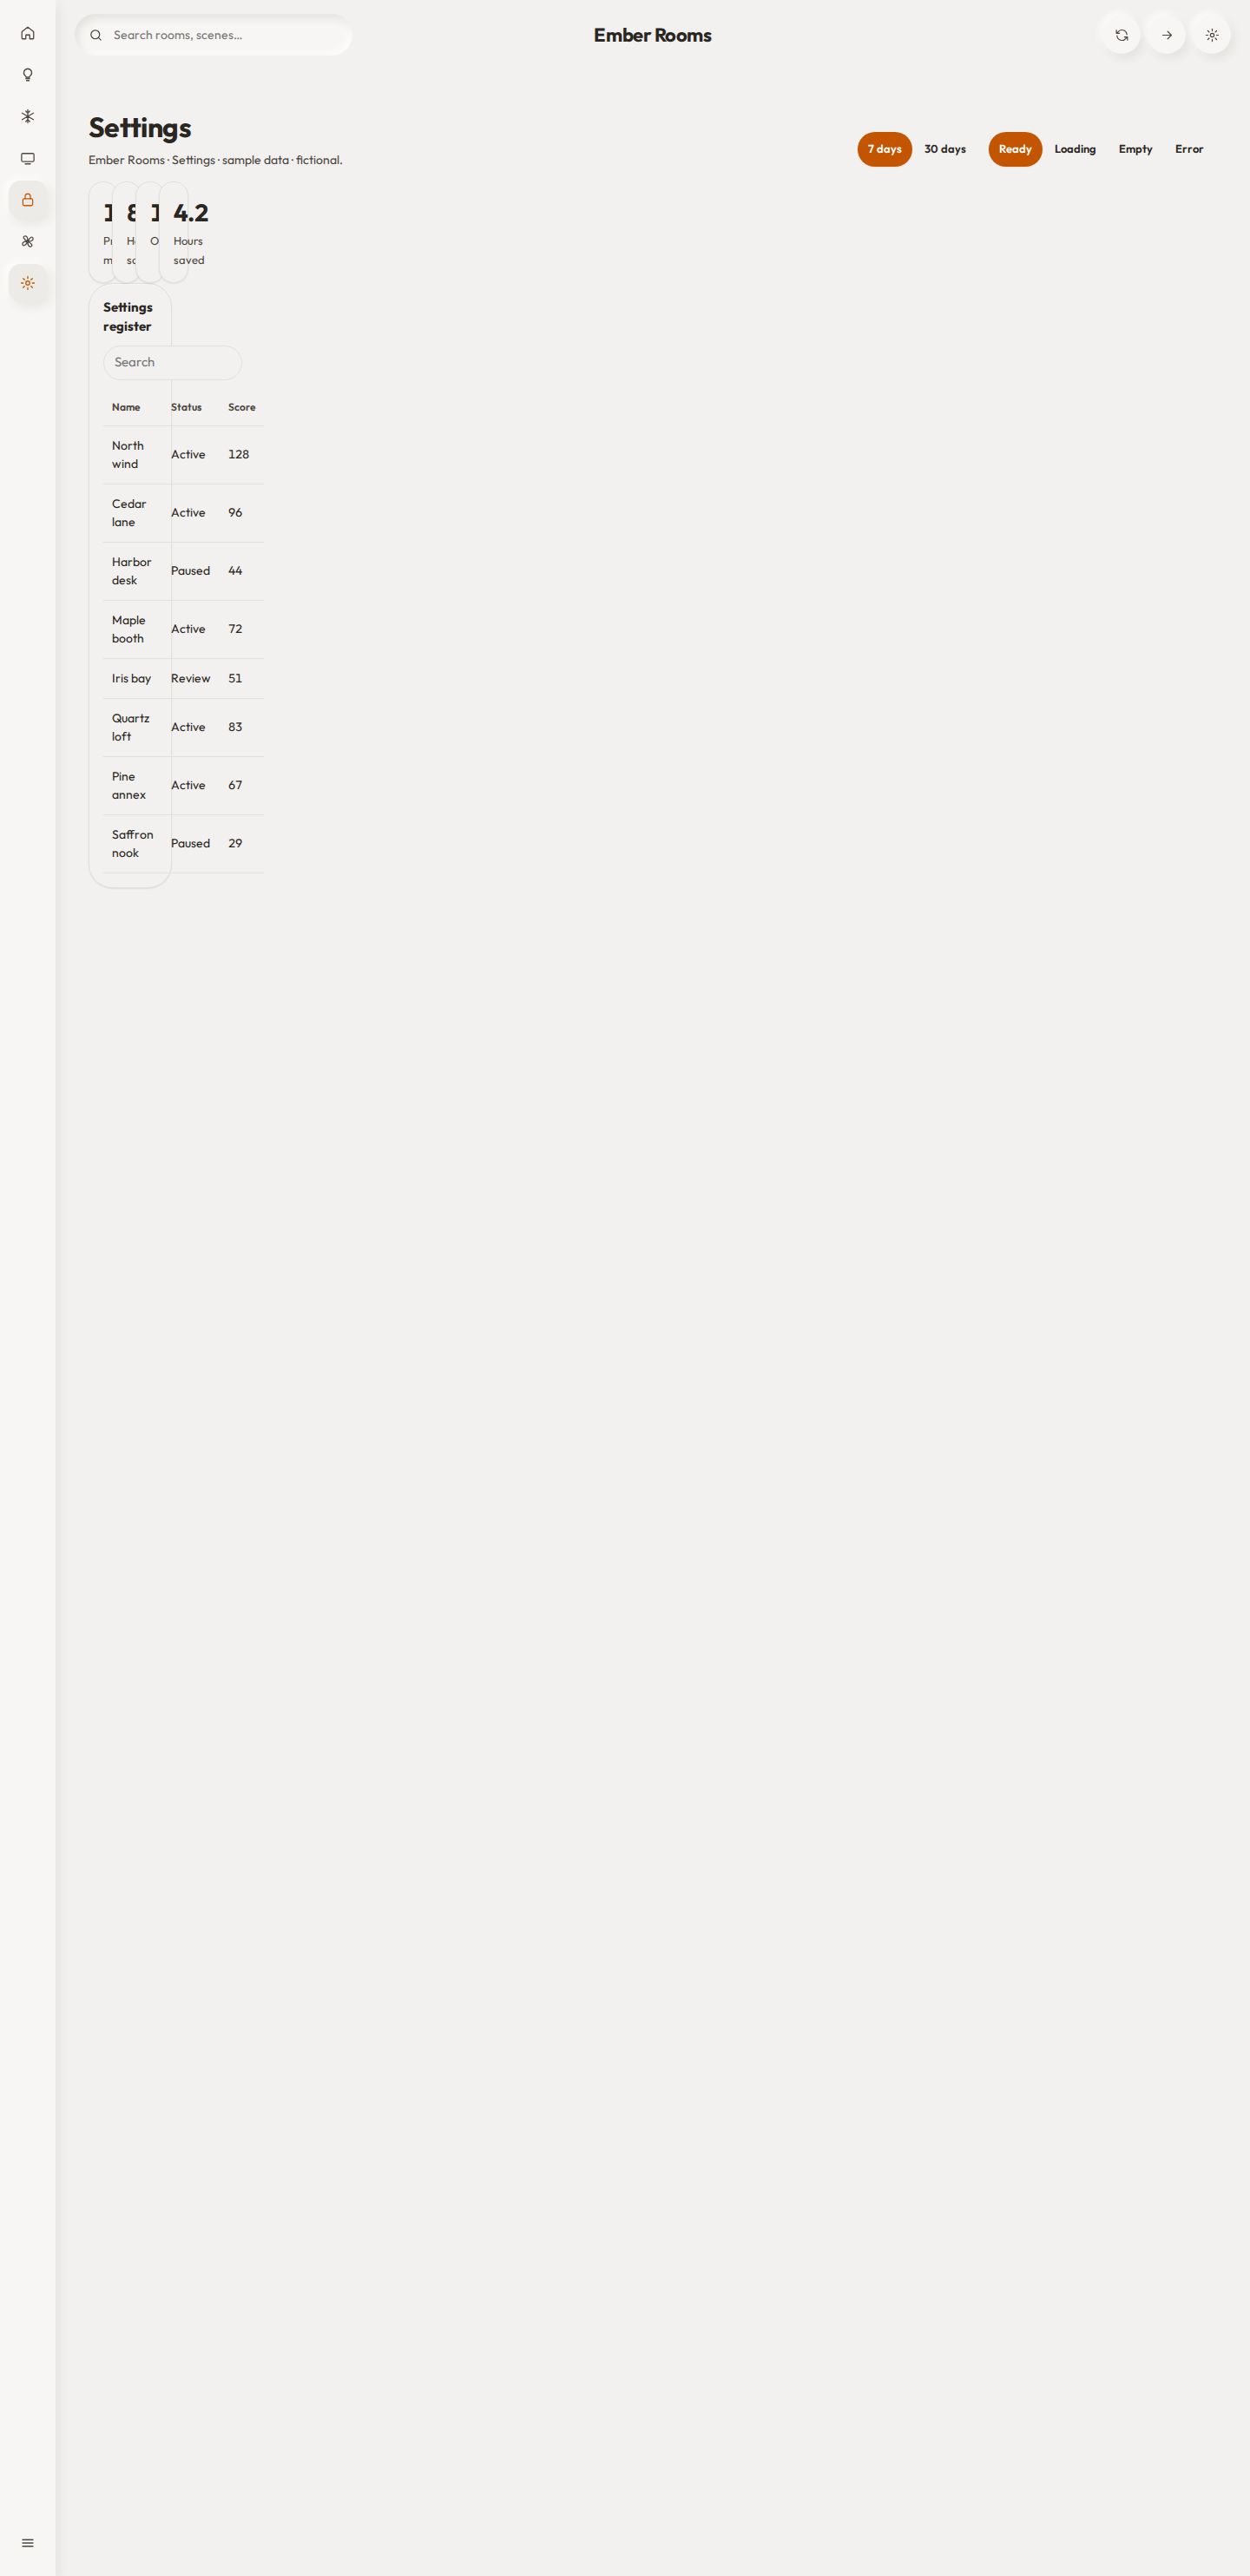 Search rooms, scenes...
Ember Rooms
Settings
Ember Rooms · Settings · sample data · fictional.
7 days
30 days
Ready
Loading
Empty
Error
4.2
Hours
saved
Settings
register
Search
Name Status Score
North
wind
Active 128
Cedar
lane
Active 96
Harbor
desk
Paused 44
Maple
booth
Active 72
Iris bay Review 51
Quartz
loft
Active 83
Pine
annex
Active 67
Saffron
nook
Paused 29